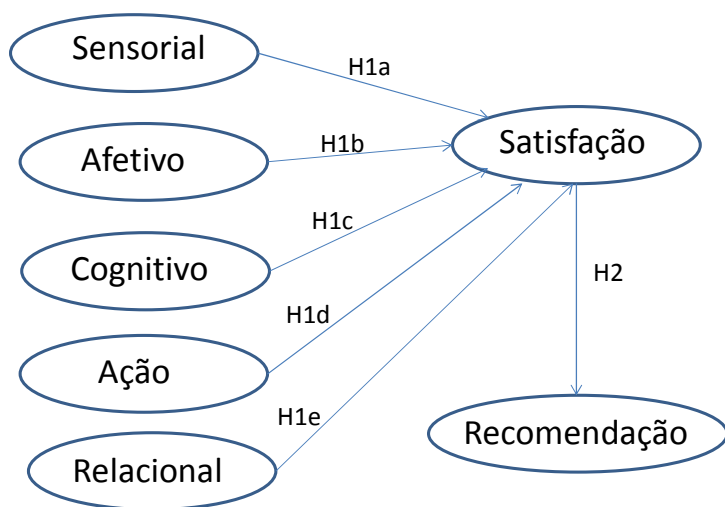 Sensorial
H1a
Afetivo
H1b
Satisfação
Cognitivo
H1c
H2
Ação
H1d
H1e
Recomendação
Relacional